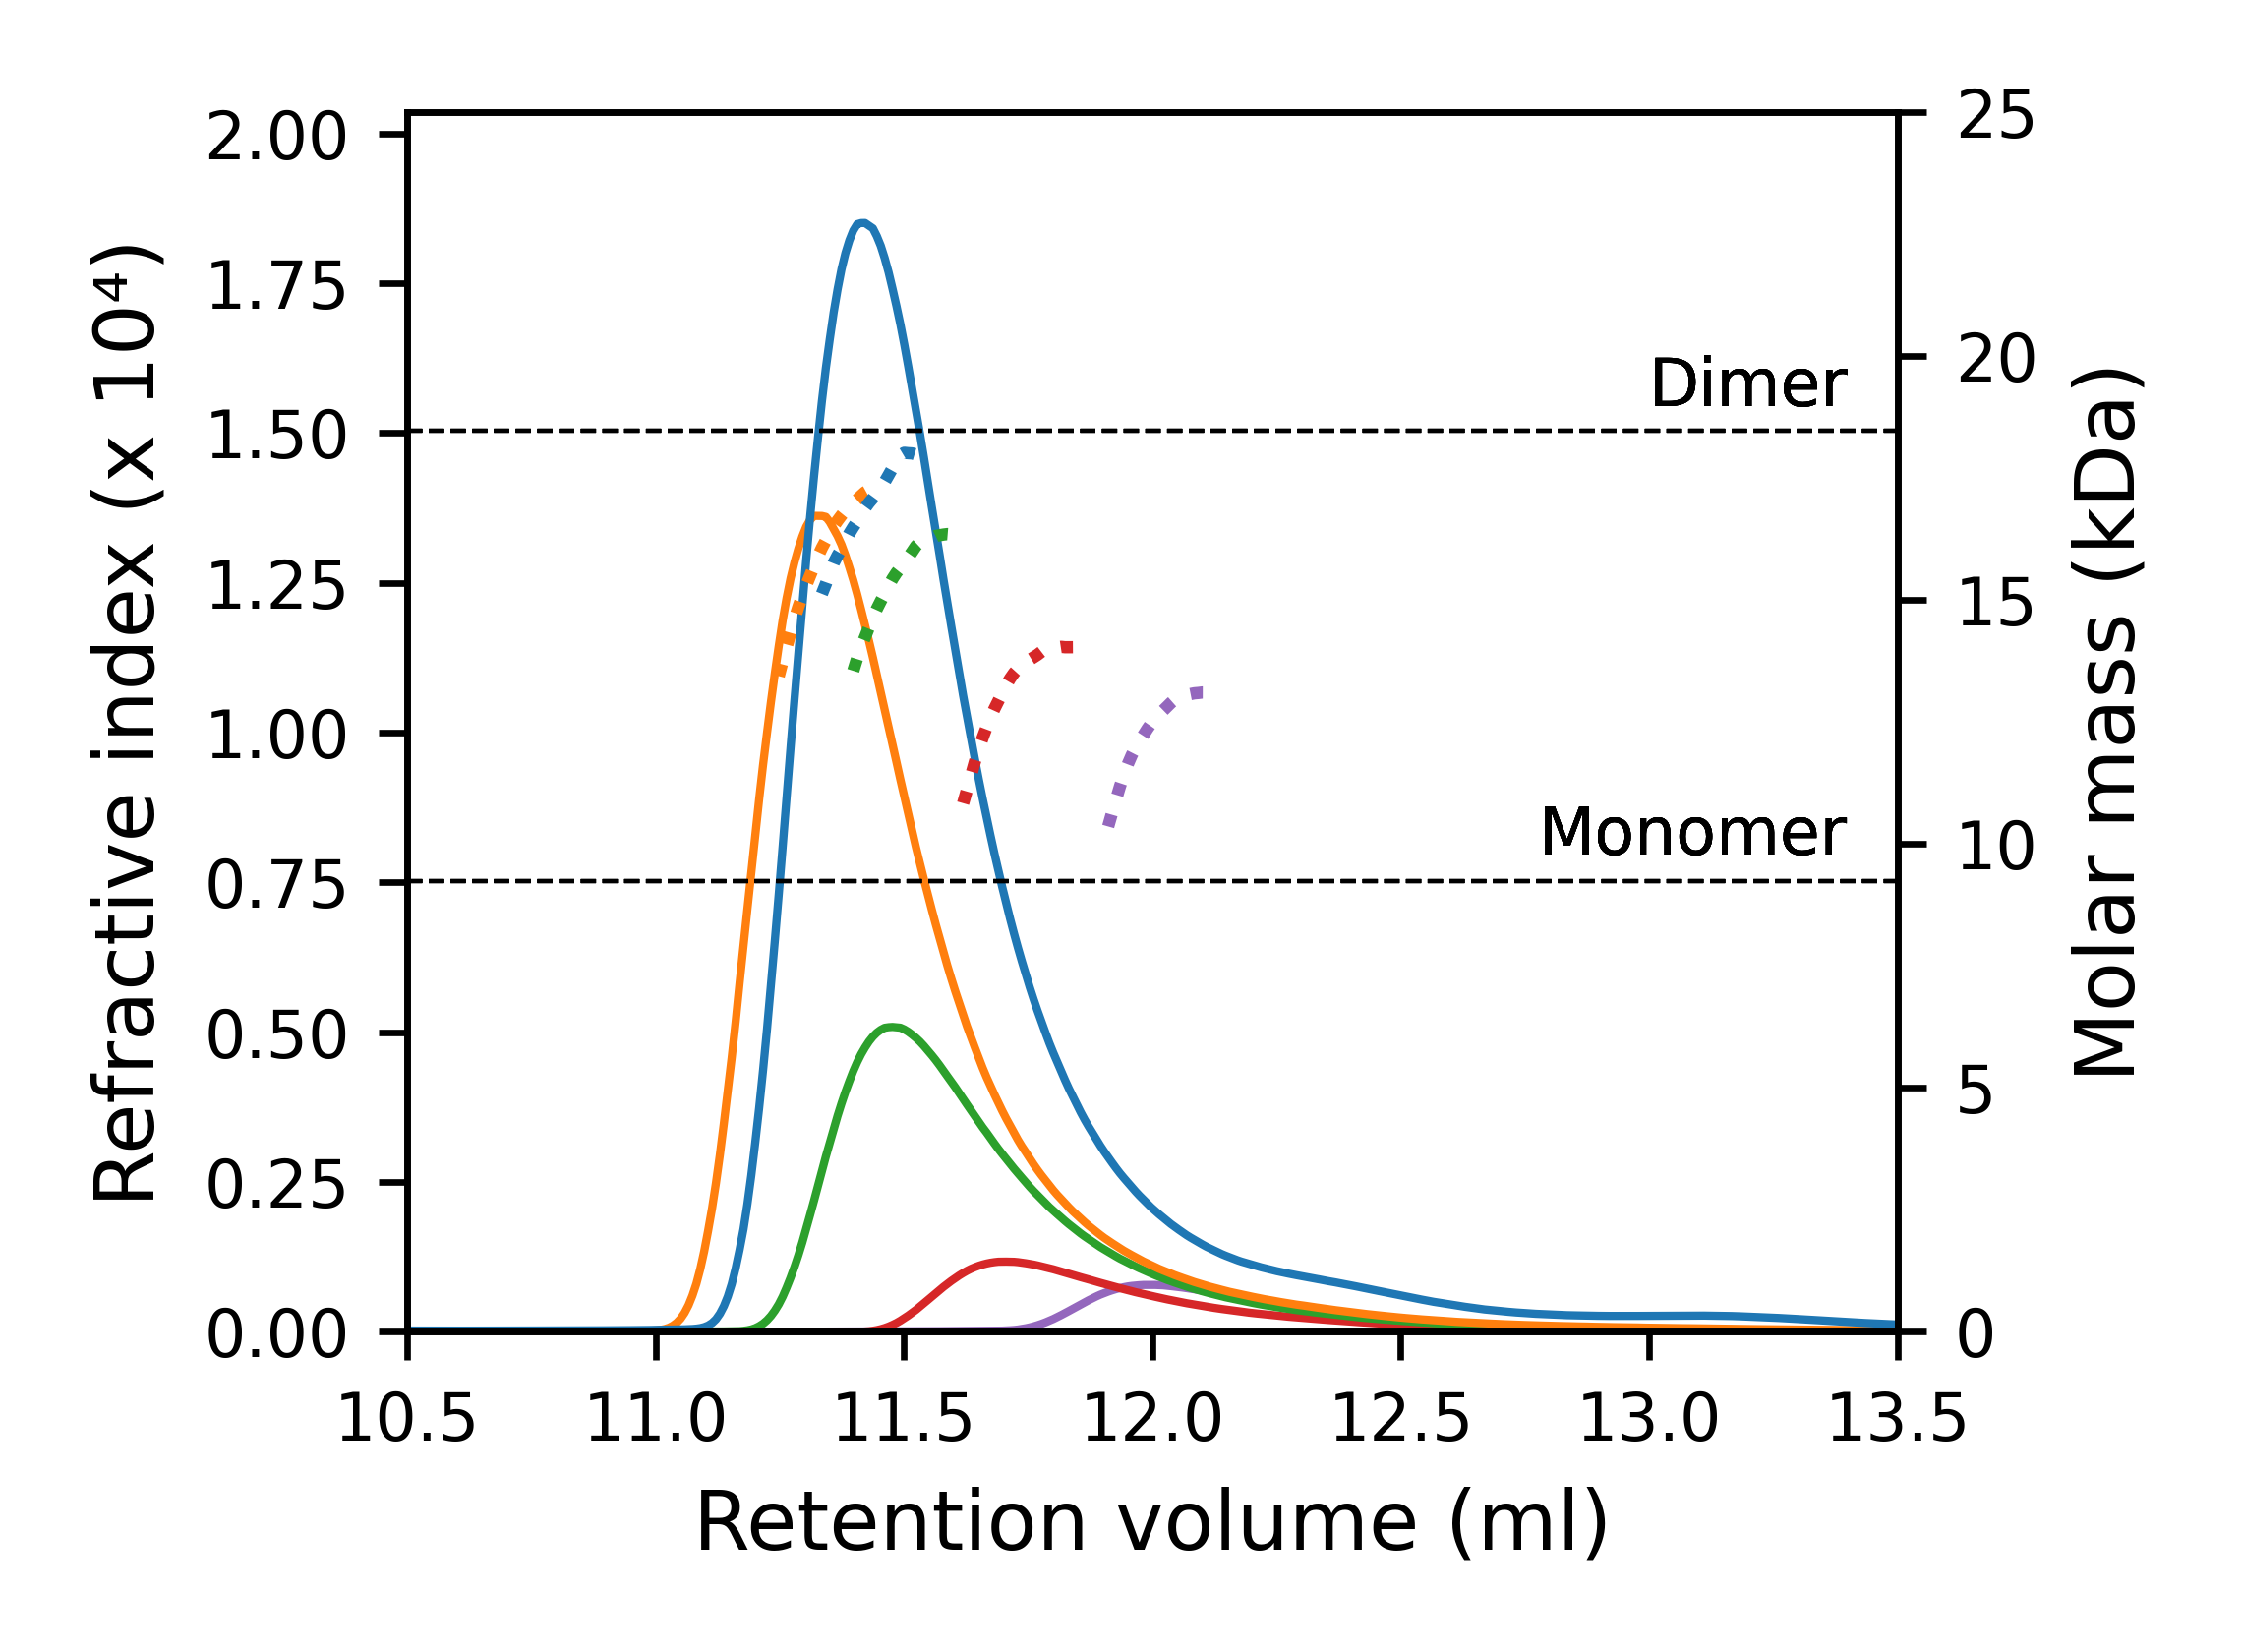 Refractive index (x 10⁴)
2.00
1.75
1.50
1.25
1.00
0.75
0.50
0.25
0.00
Dimer
Monomer
25
20
15
10
5
0
Molar mass (kDa)
10.5 11.0 11.5 12.0 12.5 13.0 13.5
Retention volume (ml)